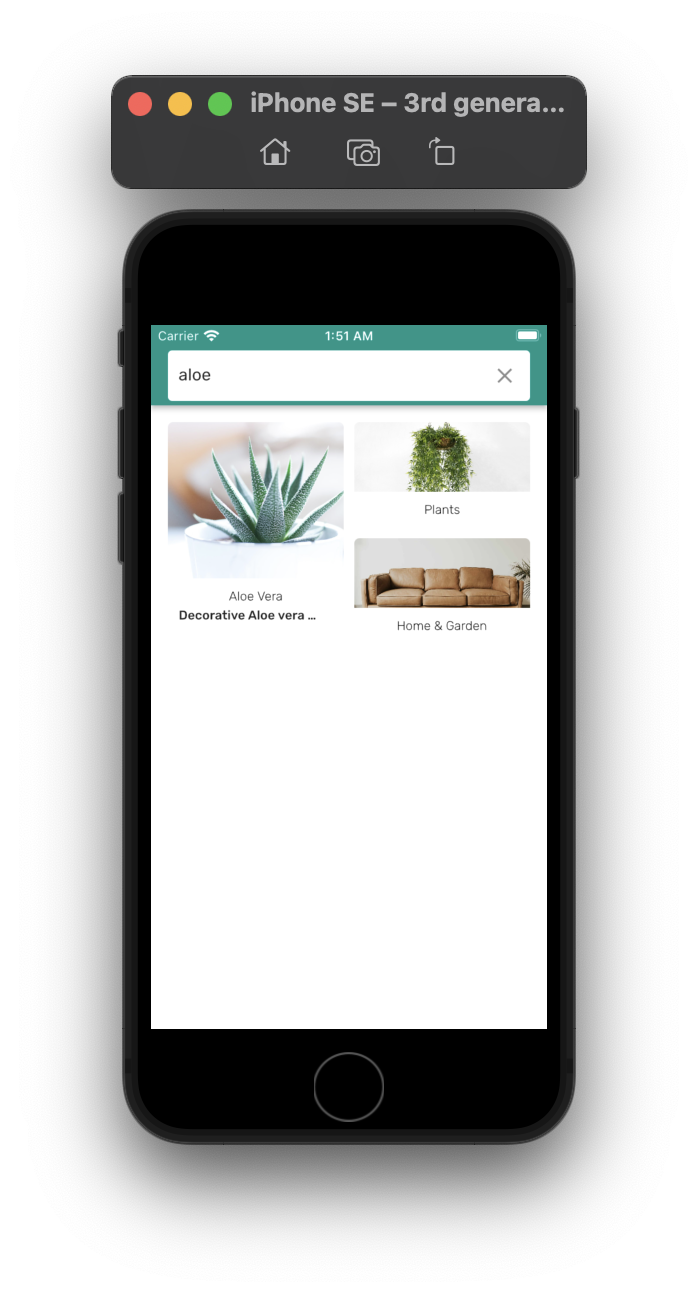 iPhone SE – 3rd genera...
Carrier
1:51 AM
aloe
Aloe Vera
Decorative Aloe vera ...
Plants
Home & Garden